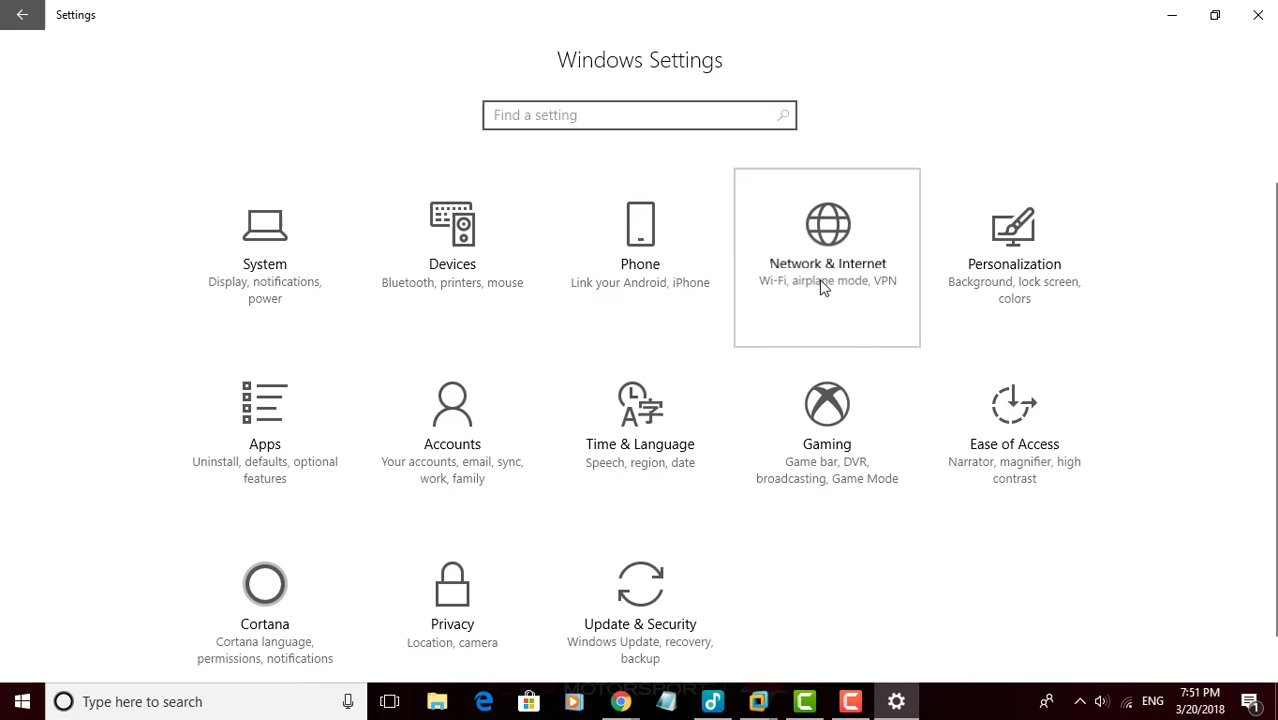 Settings
Windows Settings
Find a setting
System
Display, notifications,
power
Devices
Bluetooth, printers, mouse
Phone
Link your Android, iPhone
Network & Internet
Wi-Fi, airplane mode, VPN
Personalization
Background, lock screen,
colors
Apps
Uninstall, defaults, optional
features
Accounts
Your accounts, email, sync,
work, family
Time & Language
Speech, region, date
Gaming
Game bar, DVR,
broadcasting, Game Mode
Ease of Access
Narrator, magnifier, high
contrast
Cortana
Cortana language,
permissions, notifications
Privacy
Location, camera
Update & Security
Windows Update, recovery,
backup
MOTORSPORT
Type here to search
ENG
7:51 PM
3/20/2018
1